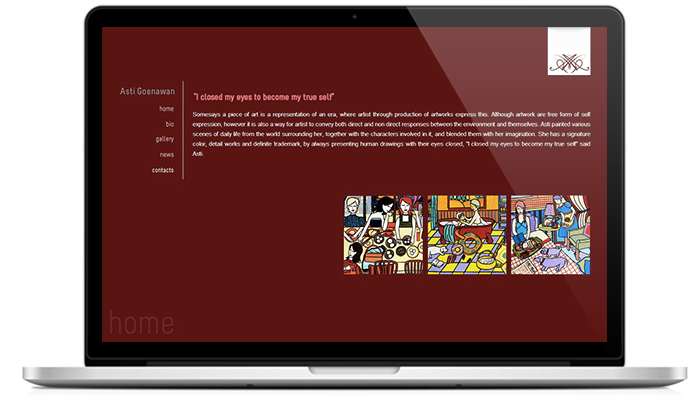 Asti Goenawan
home
bio
gallery
news
contacts
"I closed my eyes to become my true self"
Somesays a piece of art is a representation of an era, where artist through production of artworks express this. Although artwork are free form of self
expression, however it is also a way for artist to convey both direct and non direct responses between the environment and themselves. Asti painted various
scenes of daily life from the world surrounding her, together with the characters involved in it, and blended them with her imagination. She has a signature
color, detail works and definite trademark, by always presenting human drawings with their eyes closed, "I closed my eyes to become my true self" said
Asti.
home